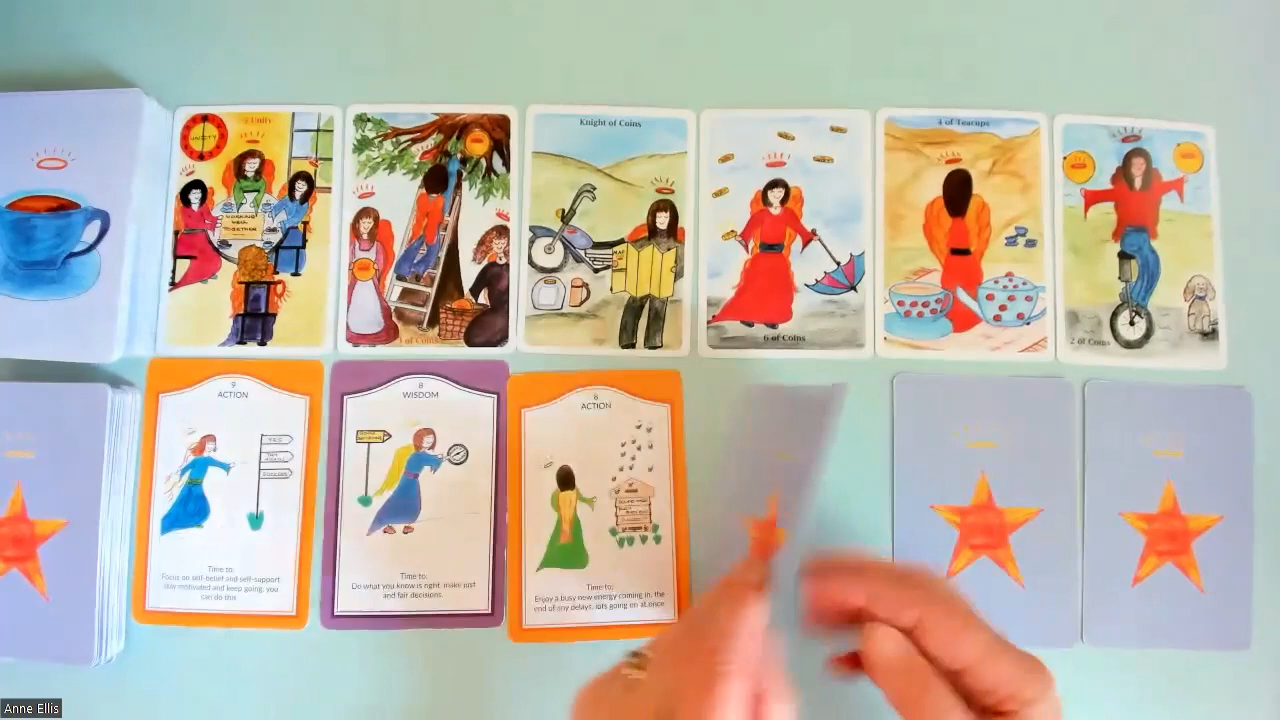 3 Unity
UNITY
WORKING
WELL
TOGETHER
of Coins
Knight of Coins
MAP
6 of Coins
4 of Teacups
2 of Coins
9
ACTION
Time to:
Focus on self-belief and self-support
stay motivated and keep going, you
can do this
8
WISDOM
Time to:
Do what you know is right, make just
and fair decisions.
8
ACTION
Time to:
Enjoy a busy new energy coming in, the
end of any delays, lots going on at once
Anne Ellis